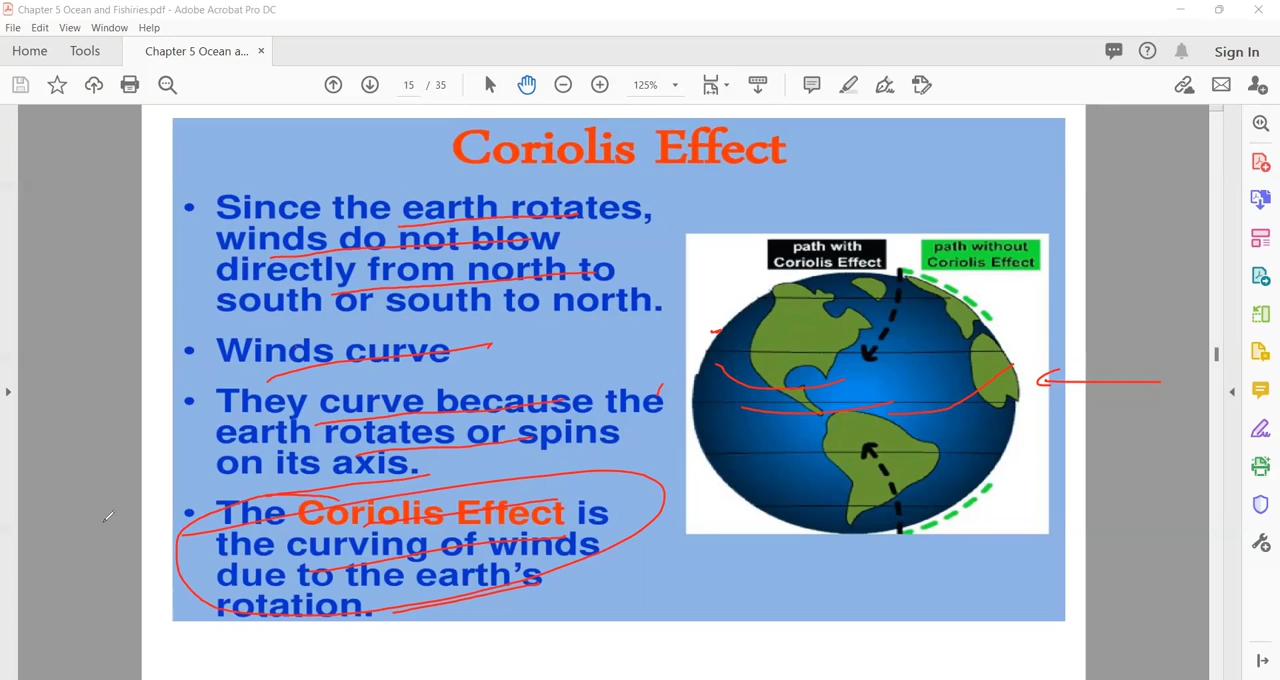 Chapter 5 Ocean and Fishiries.pdf - Adobe Acrobat Pro DC
File Edit View Window Help
Home Tools Chapter 5 Ocean a... ×
Sign In
15 / 35 125%
Coriolis Effect
• Since the earth rotates,
winds do not blow
directly from north to
south or south to north.
• Winds curve
• They curve because the
earth rotates or spins
on its axis.
• The Coriolis Effect is
the curving of winds
due to the earth's
rotation.
path with
Coriolis Effect
path without
Coriolis Effect